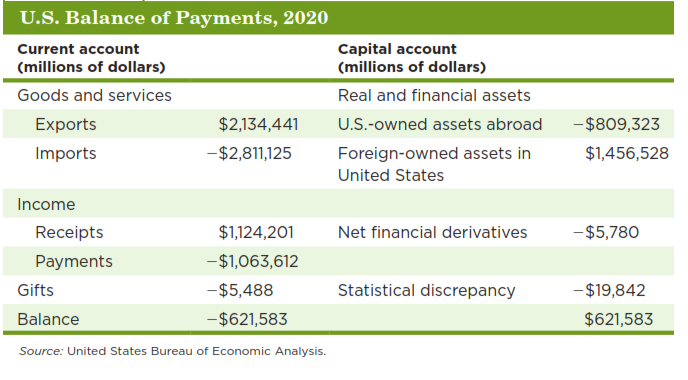 U.S. Balance of Payments, 2020
Current account Capital account
(millions of dollars) (millions of dollars)
Goods and services Real and financial assets
Exports $2,134,441 U.S.-owned assets abroad −$809,323
Imports −$2,811,125 Foreign-owned assets in $1,456,528
United States
Income
Receipts $1,124,201 Net financial derivatives −$5,780
Payments −$1,063,612
Gifts −$5,488 Statistical discrepancy −$19,842
Balance −$621,583 $621,583
Source: United States Bureau of Economic Analysis.